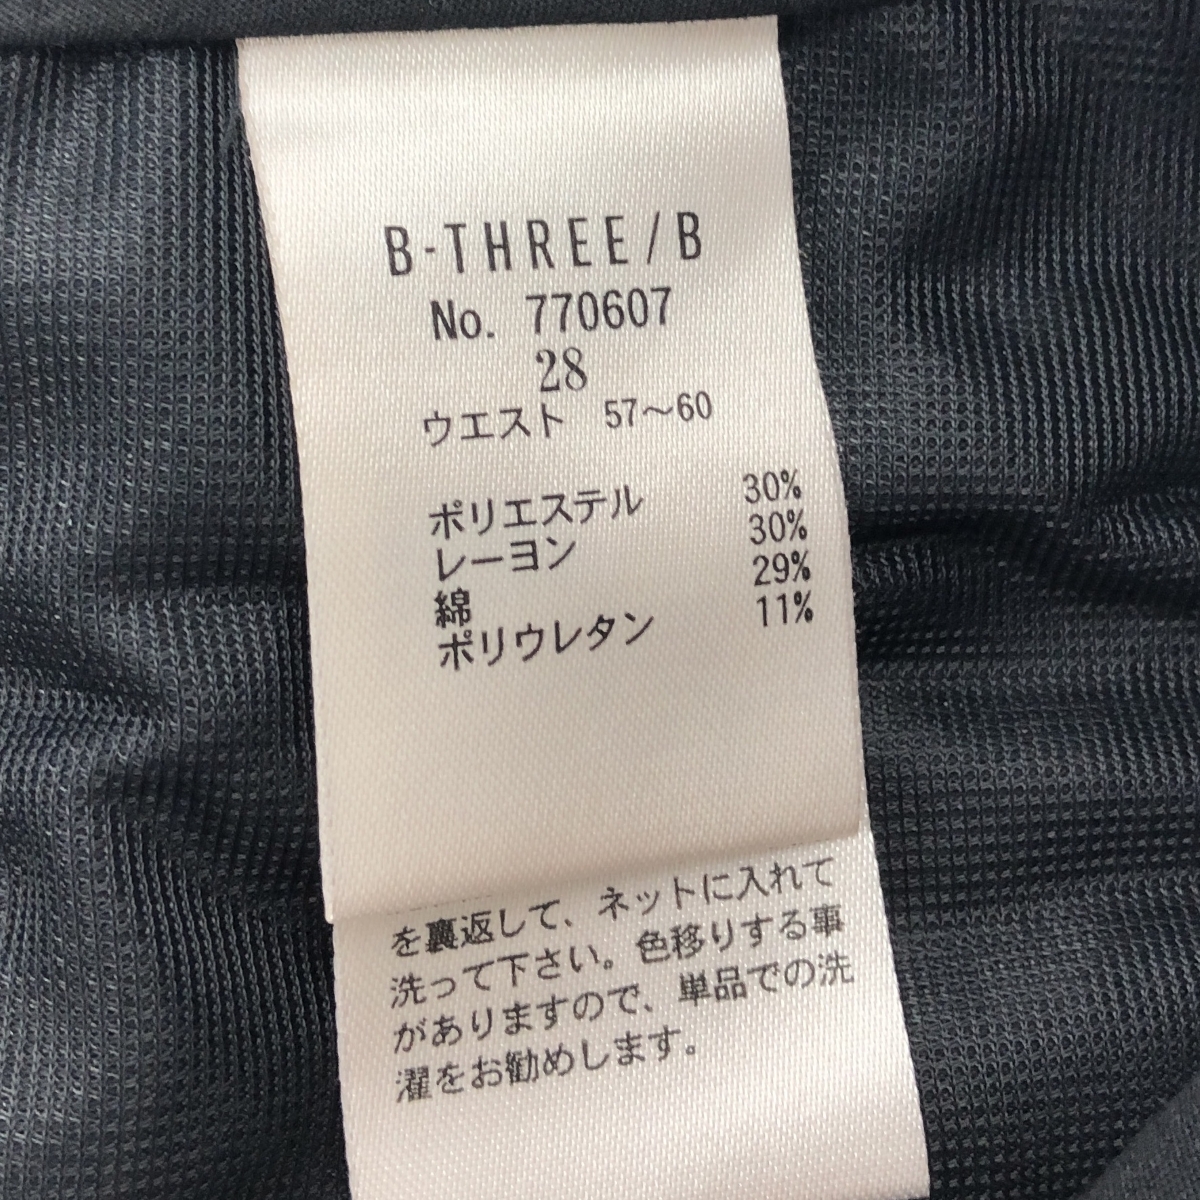 B-THREE/B
No. 770607
28
ウエスト 57〜60
ポリエステル 30%
レーヨン 30%
綿 29%
ポリウレタン 11%
を裏返して、ネットに入れて
洗って下さい。色移りする事
がありますので、単品での洗
濯をお勧めします。